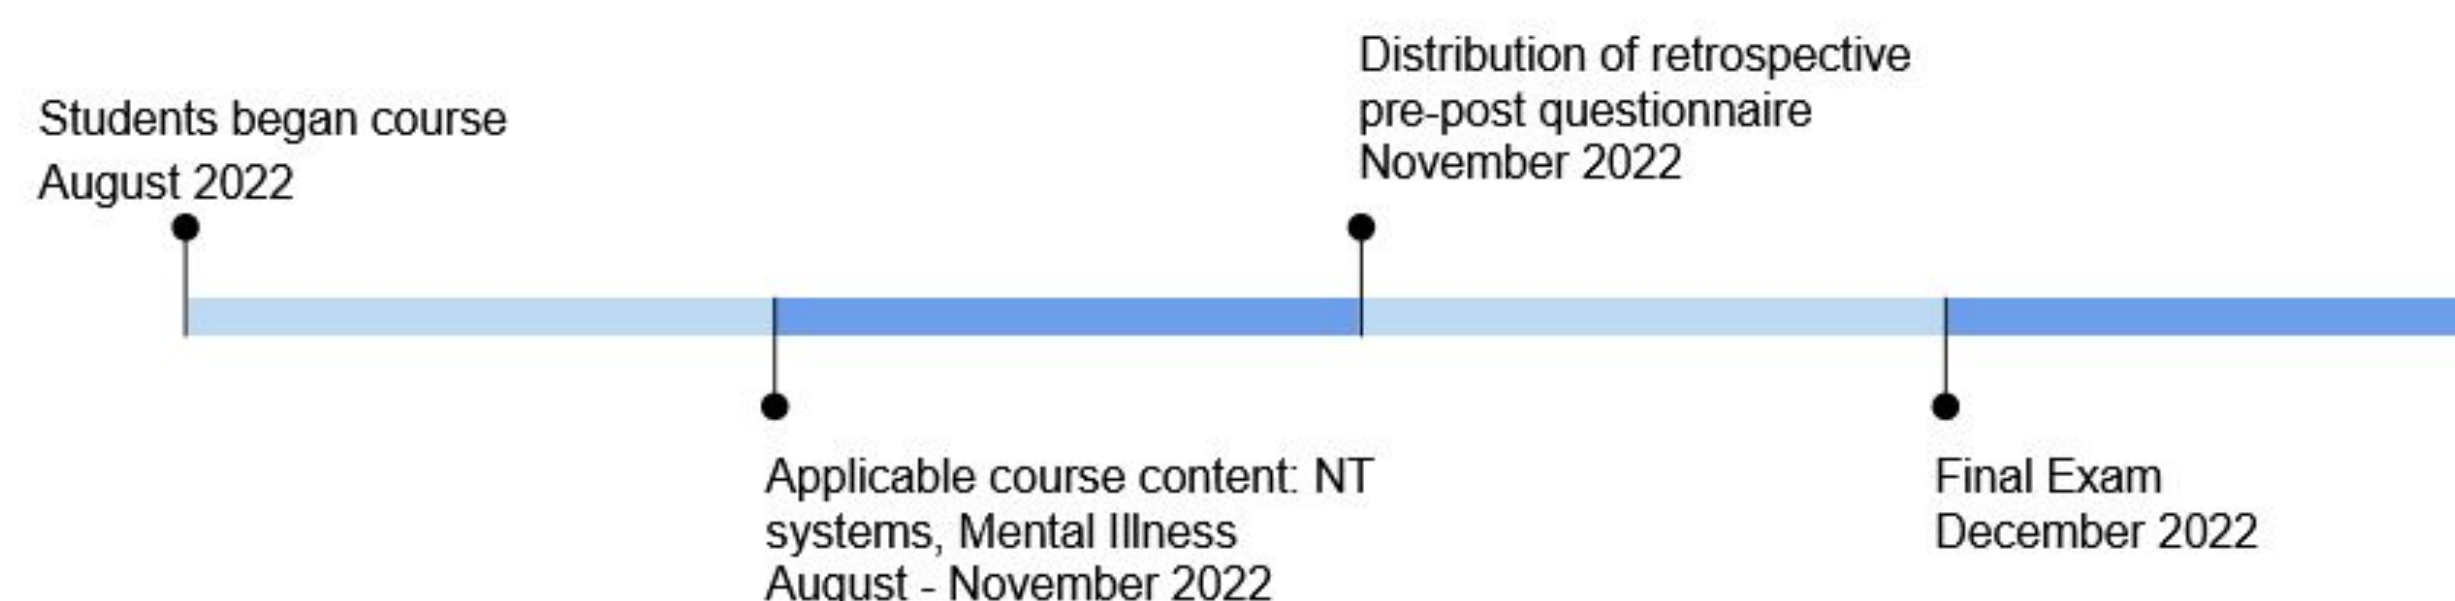 Students began course
August 2022
Applicable course content: NT
systems, Mental Illness
August - November 2022
Distribution of retrospective
pre-post questionnaire
November 2022
Final Exam
December 2022